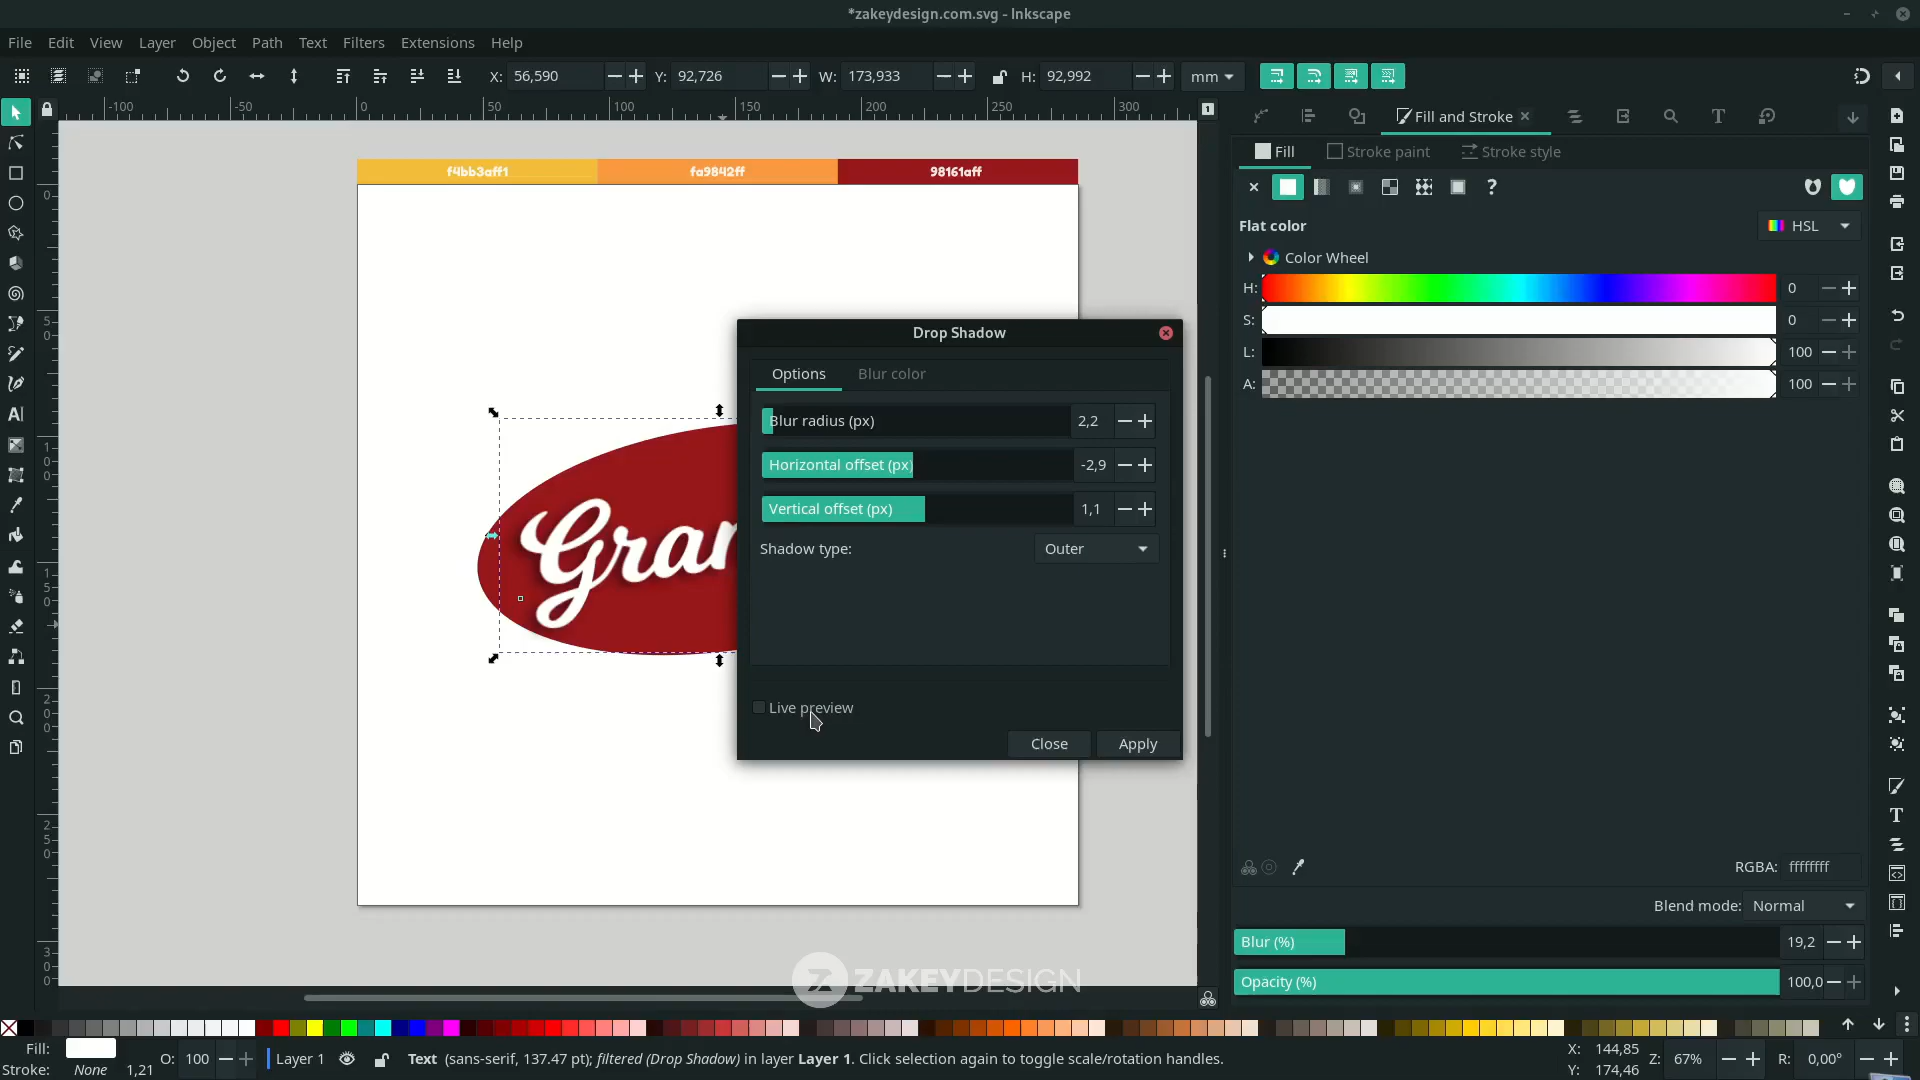 *zakeydesign.com.svg - Inkscape
File Edit View Layer Object Path Text Filters Extensions Help
X: 56,590 Y: 92,726 W: 173,933 H: 92,992 mm
-100 -50 0 50 100 150 200 250 300
Fill and Stroke
f4bb3aff1 fa9842ff 98161aff
Fill Stroke paint Stroke style
?
Flat color HSL
Color Wheel
H: 0
S: 0
L: 100
A: 100
Drop Shadow
Options Blur color
Blur radius (px) 2,2
Horizontal offset (px) -2,9
Vertical offset (px) 1,1
Shadow type: Outer
Live preview
Close Apply
Gran
RGBA: ffffffff
Blend mode: Normal
Blur (%) 19,2
Opacity (%) 100,0
ZAKEYDESIGN
Fill:
Stroke: None 1,21
O: 100
Layer 1
Text (sans-serif, 137.47 pt); filtered (Drop Shadow) in layer Layer 1. Click selection again to toggle scale/rotation handles.
X: 144,85
Y: 174,46
Z: 67%
R: 0,00°